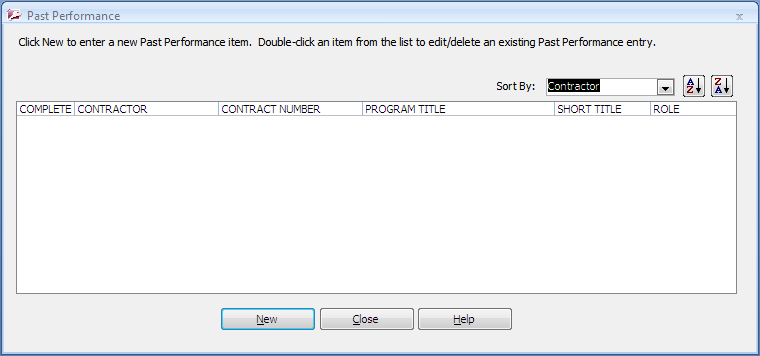 Past Performance
Click New to enter a new Past Performance item.  Double-click an item from the list to edit/delete an existing Past Performance entry.
Sort By: Contractor A Z Z A
COMPLETE CONTRACTOR CONTRACT NUMBER PROGRAM TITLE SHORT TITLE ROLE
New Close Help